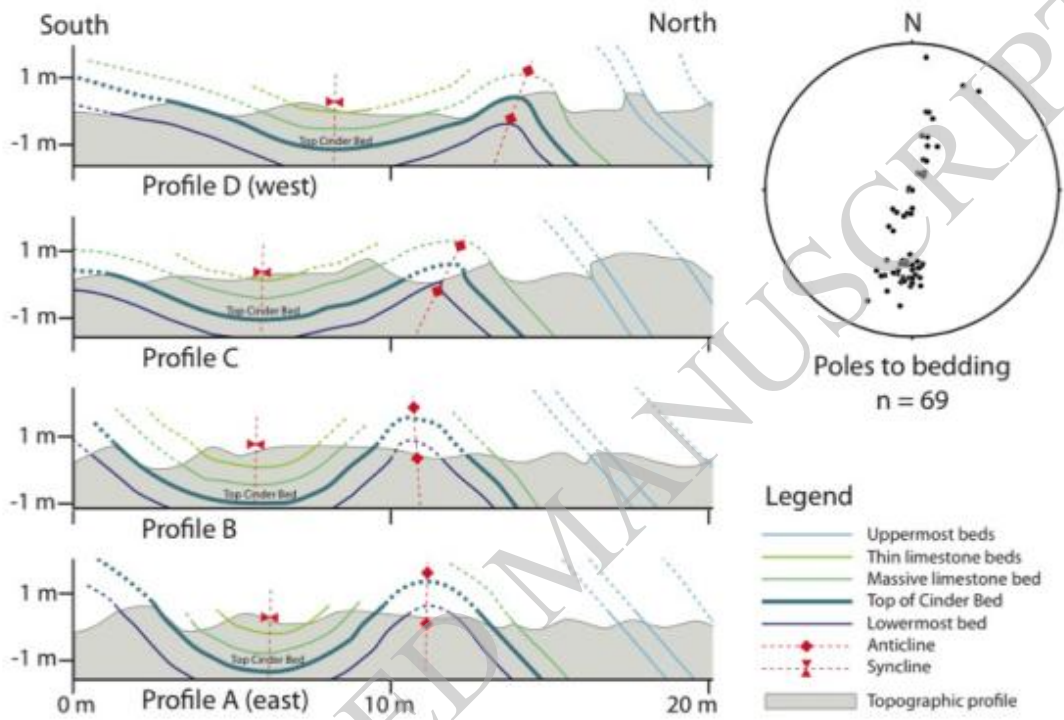 South
North
1 m
-1 m
Top Cinder Bed
Profile D (west)
1 m
-1 m
Top Cinder Bed
Profile C
1 m
-1 m
Top Cinder Bed
Profile B
1 m
-1 m
Top Cinder Bed
Profile A (east)
0 m
10 m
20 m
N
Poles to bedding
n = 69
Legend
Uppermost beds
Thin limestone beds
Massive limestone bed
Top of Cinder Bed
Lowermost bed
Anticline
Syncline
Topographic profile
ED MANUSCRIPT